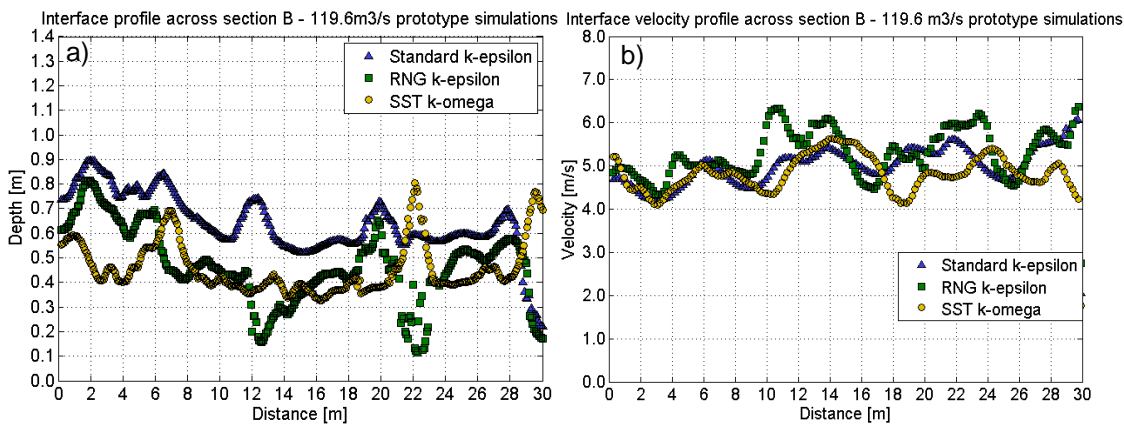 Interface profile across section B - 119.6m3/s prototype simulations
a)
Depth [m]
1.4
1.3
1.2
1.1
1.0
0.9
0.8
0.7
0.6
0.5
0.4
0.3
0.2
0.1
0.0
Standard k-epsilon
RNG k-epsilon
SST k-omega
0 2 4 6 8 10 12 14 16 18 20 22 24 26 28 30
Distance [m]
Interface velocity profile across section B - 119.6 m3/s prototype simulations
b)
Velocity [m/s]
8.0
7.0
6.0
5.0
4.0
3.0
2.0
1.0
0.0
Standard k-epsilon
RNG k-epsilon
SST k-omega
0 2 4 6 8 10 12 14 16 18 20 22 24 26 28 30
Distance [m]